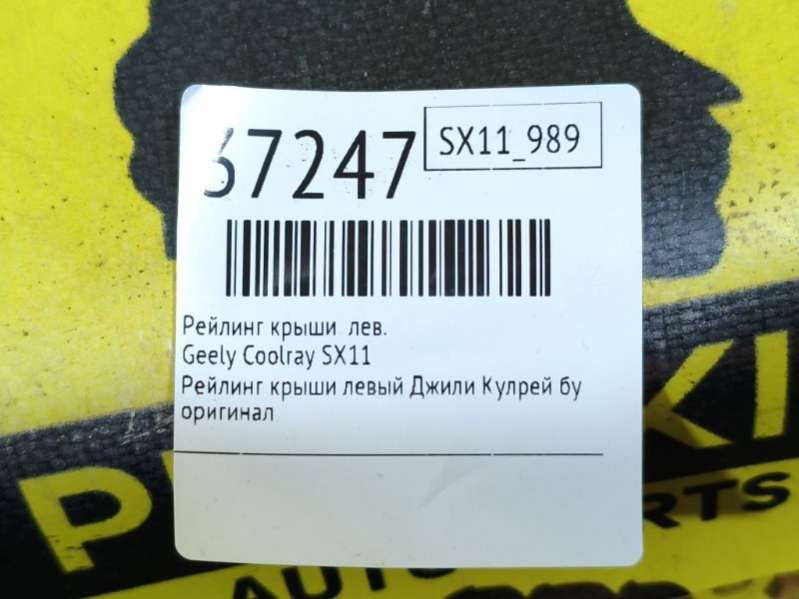 67247
SX11_989
Рейлинг крыши лев.
Geely Coolray SX11
Рейлинг крыши левый Джили Кулрей бу
оригинал